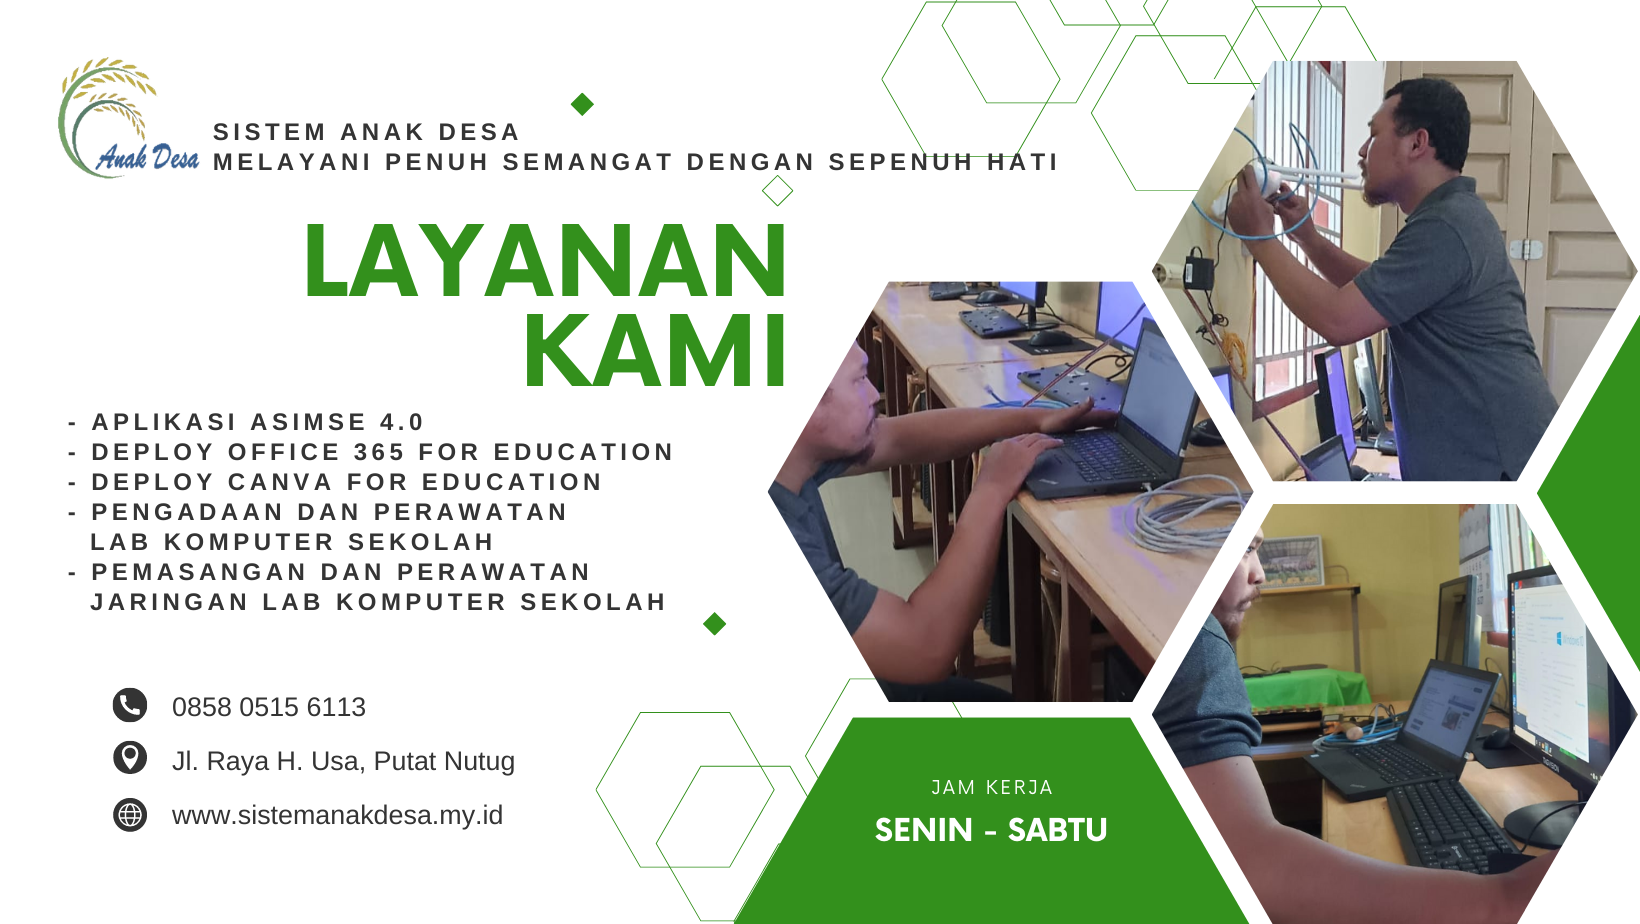 Anak Desa
SISTEM ANAK DESA
MELAYANI PENUH SEMANGAT DENGAN SEPENUH HATI
LAYANAN
KAMI
- APLIKASI ASIMSE 4.0
- DEPLOY OFFICE 365 FOR EDUCATION
- DEPLOY CANVA FOR EDUCATION
- PENGADAAN DAN PERAWATAN
LAB KOMPUTER SEKOLAH
- PEMASANGAN DAN PERAWATAN
JARINGAN LAB KOMPUTER SEKOLAH
0858 0515 6113
Jl. Raya H. Usa, Putat Nutug
www.sistemanakdesa.my.id
JAM KERJA
SENIN - SABTU